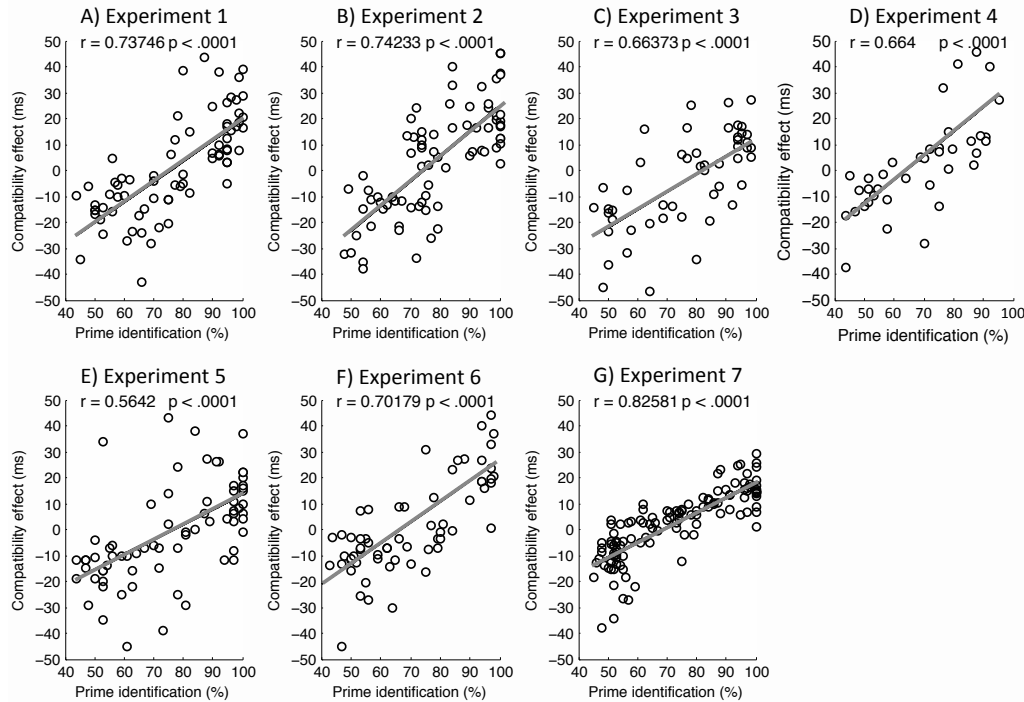 A) Experiment 1
r = 0.73746 p < .0001
50
40
30
20
10
0
−10
−20
−30
−40
−50
Compatibility effect (ms)
40 50 60 70 80 90 100
Prime identification (%)
B) Experiment 2
r = 0.74233 p < .0001
50
40
30
20
10
0
−10
−20
−30
−40
−50
Compatibility effect (ms)
40 50 60 70 80 90 100
Prime identification (%)
C) Experiment 3
r = 0.66373 p < .0001
50
40
30
20
10
0
−10
−20
−30
−40
−50
Compatibility effect (ms)
40 50 60 70 80 90 100
Prime identification (%)
D) Experiment 4
r = 0.664 p < .0001
50
40
30
20
10
0
−10
−20
−30
−40
−50
Compatibility effect (ms)
40 50 60 70 80 90 100
Prime identification (%)
E) Experiment 5
r = 0.5642 p < .0001
50
40
30
20
10
0
−10
−20
−30
−40
−50
Compatibility effect (ms)
40 50 60 70 80 90 100
Prime identification (%)
F) Experiment 6
r = 0.70179 p < .0001
50
40
30
20
10
0
−10
−20
−30
−40
−50
Compatibility effect (ms)
40 50 60 70 80 90 100
Prime identification (%)
G) Experiment 7
r = 0.82581 p < .0001
50
40
30
20
10
0
−10
−20
−30
−40
−50
Compatibility effect (ms)
40 50 60 70 80 90 100
Prime identification (%)